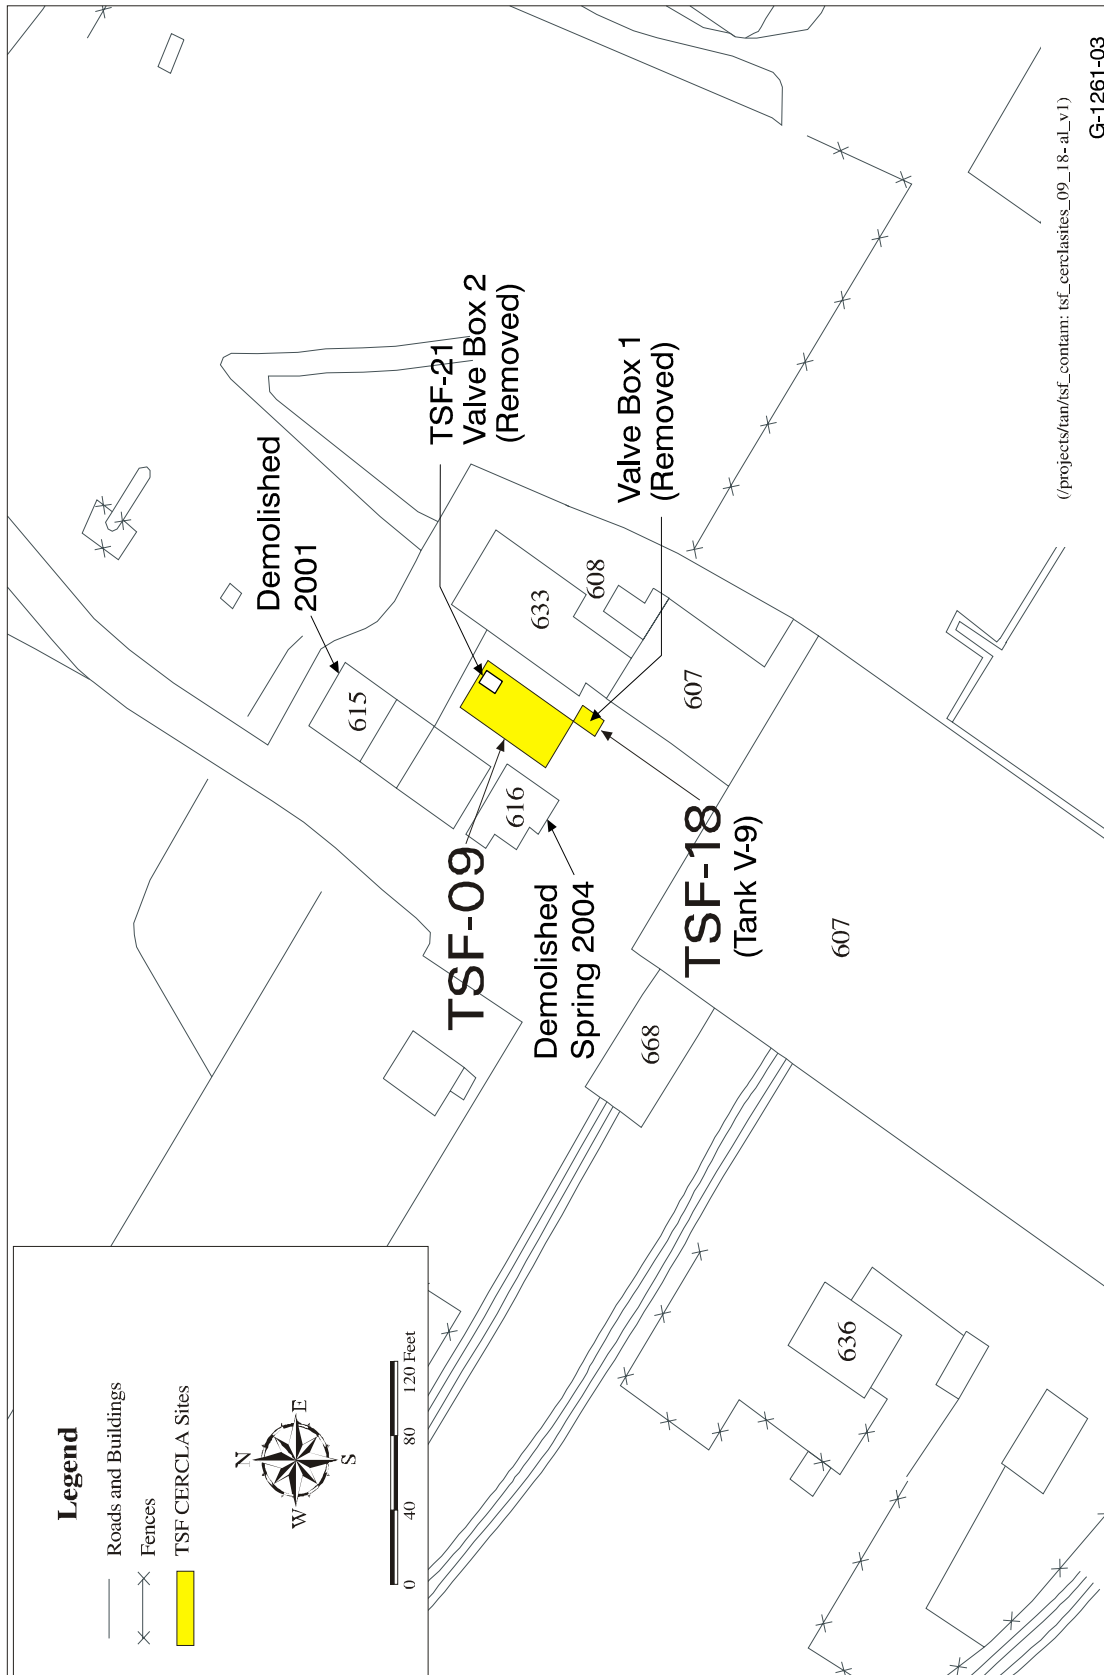 Legend
Roads and Buildings
Fences
TSF CERCLA Sites
N
W
E
S
0
40
80
120 Feet
Demolished
2001
615
TSF-21
Valve Box 2
(Removed)
633
608
Valve Box 1
(Removed)
607
616
TSF-09
Demolished
Spring 2004
TSF-18
(Tank V-9)
668
607
636
(/projects/tan/tsf_contam: tsf_cerclasites_09_18- al_v1)
G-1261-03